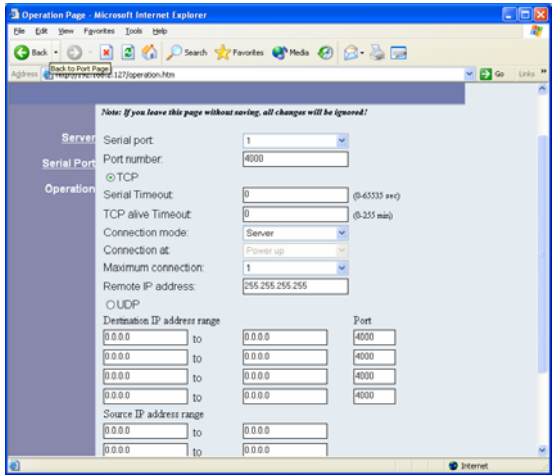 Operation Page - Microsoft Internet Explorer
File Edit View Favorites Tools Help
Back Search Favorites Media
Address 2.127/operation.htm Go Links »
Back to Port Page
Note: If you leave this page without saving, all changes will be ignored!
Server
Serial Port
Operation
Serial port: 1
Port number: 4000
TCP
Serial Timeout: 0 (0-65535 sec)
TCP alive Timeout: 0 (0-255 min)
Connection mode: Server
Connection at: Power up
Maximum connection: 1
Remote IP address: 255.255.255.255
UDP
Destination IP address range Port
0.0.0.0 to 0.0.0.0 4000
0.0.0.0 to 0.0.0.0 4000
0.0.0.0 to 0.0.0.0 4000
0.0.0.0 to 0.0.0.0 4000
Source IP address range
0.0.0.0 to 0.0.0.0
0.0.0.0 to 0.0.0.0
Internet